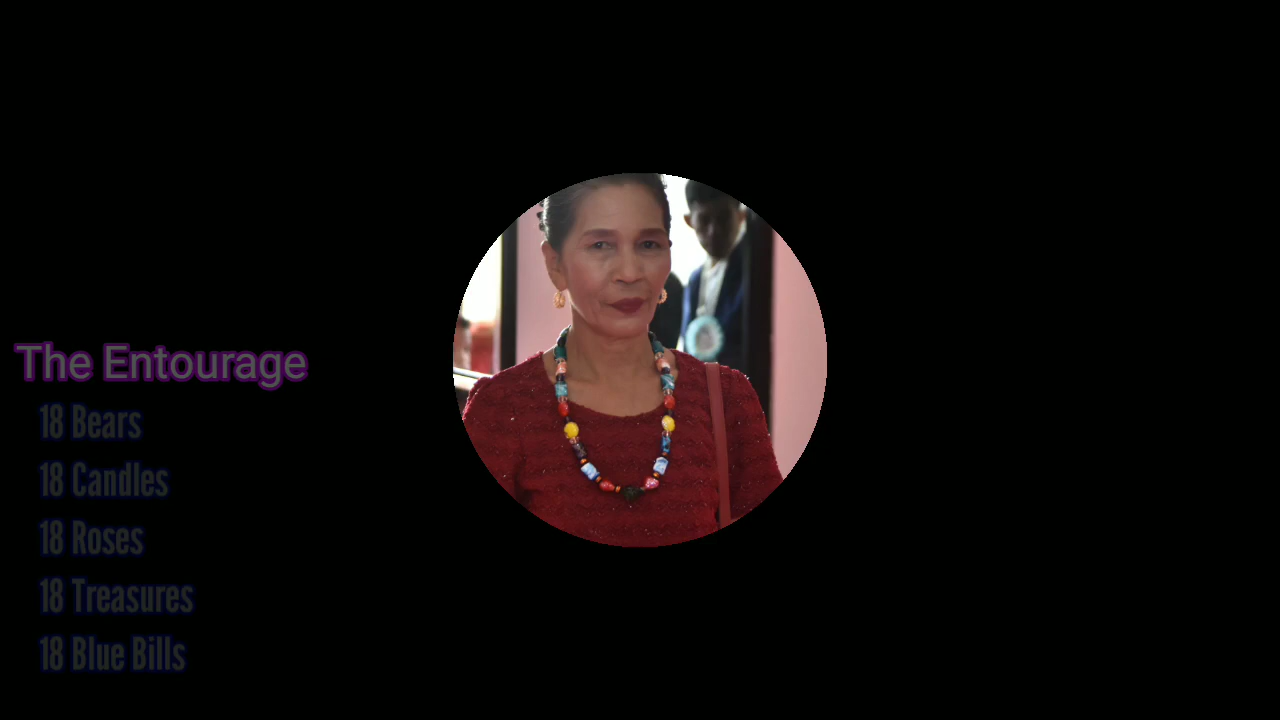 The Entourage
18 Bears
18 Candles
18 Roses
18 Treasures
18 Blue Bills